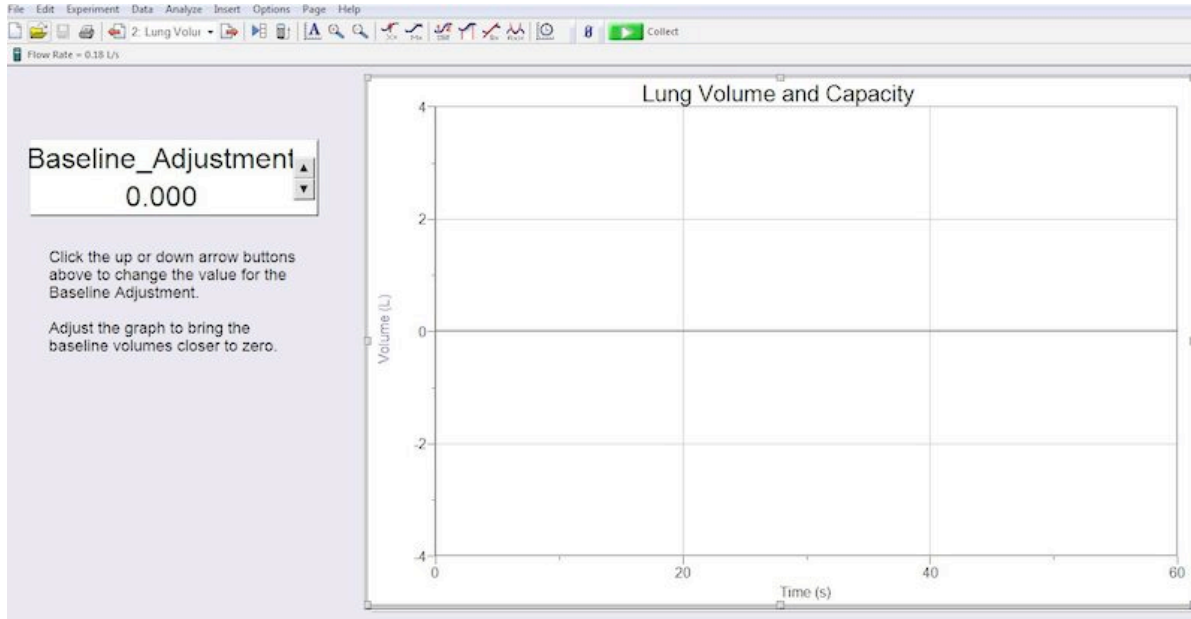 File Edit Experiment Data Analyze Insert Options Page Help
2: Lung Volur Collect
Flow Rate = 0.18 L/s
Lung Volume and Capacity
Baseline_Adjustment
0.000
Click the up or down arrow buttons
above to change the value for the
Baseline Adjustment.
Adjust the graph to bring the
baseline volumes closer to zero.
Volume (L)
4
2
0
-2
-4
0 20 40 60
Time (s)